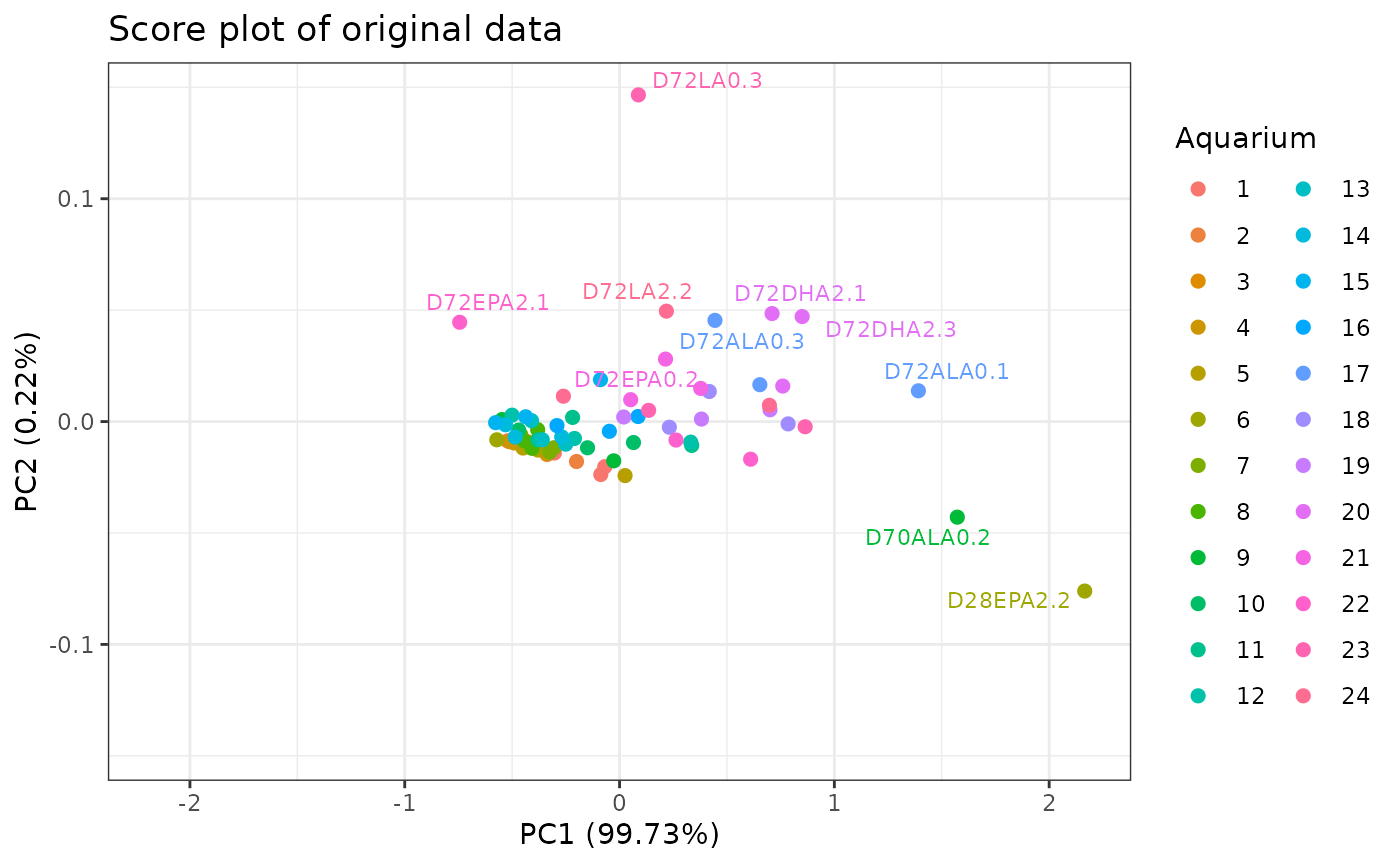 Score plot of original data
D72LA0.3
0.1
D72LA2.2
D72DHA2.1
D72EPA2.1
D72DHA2.3
D72ALA0.3
D72EPA0.2
D72ALA0.1
0.0
D70ALA0.2
D28EPA2.2
-0.1
PC2 (0.22%)
-2 -1 0 1 2
PC1 (99.73%)
Aquarium
1 13
2 14
3 15
4 16
5 17
6 18
7 19
8 20
9 21
10 22
11 23
12 24